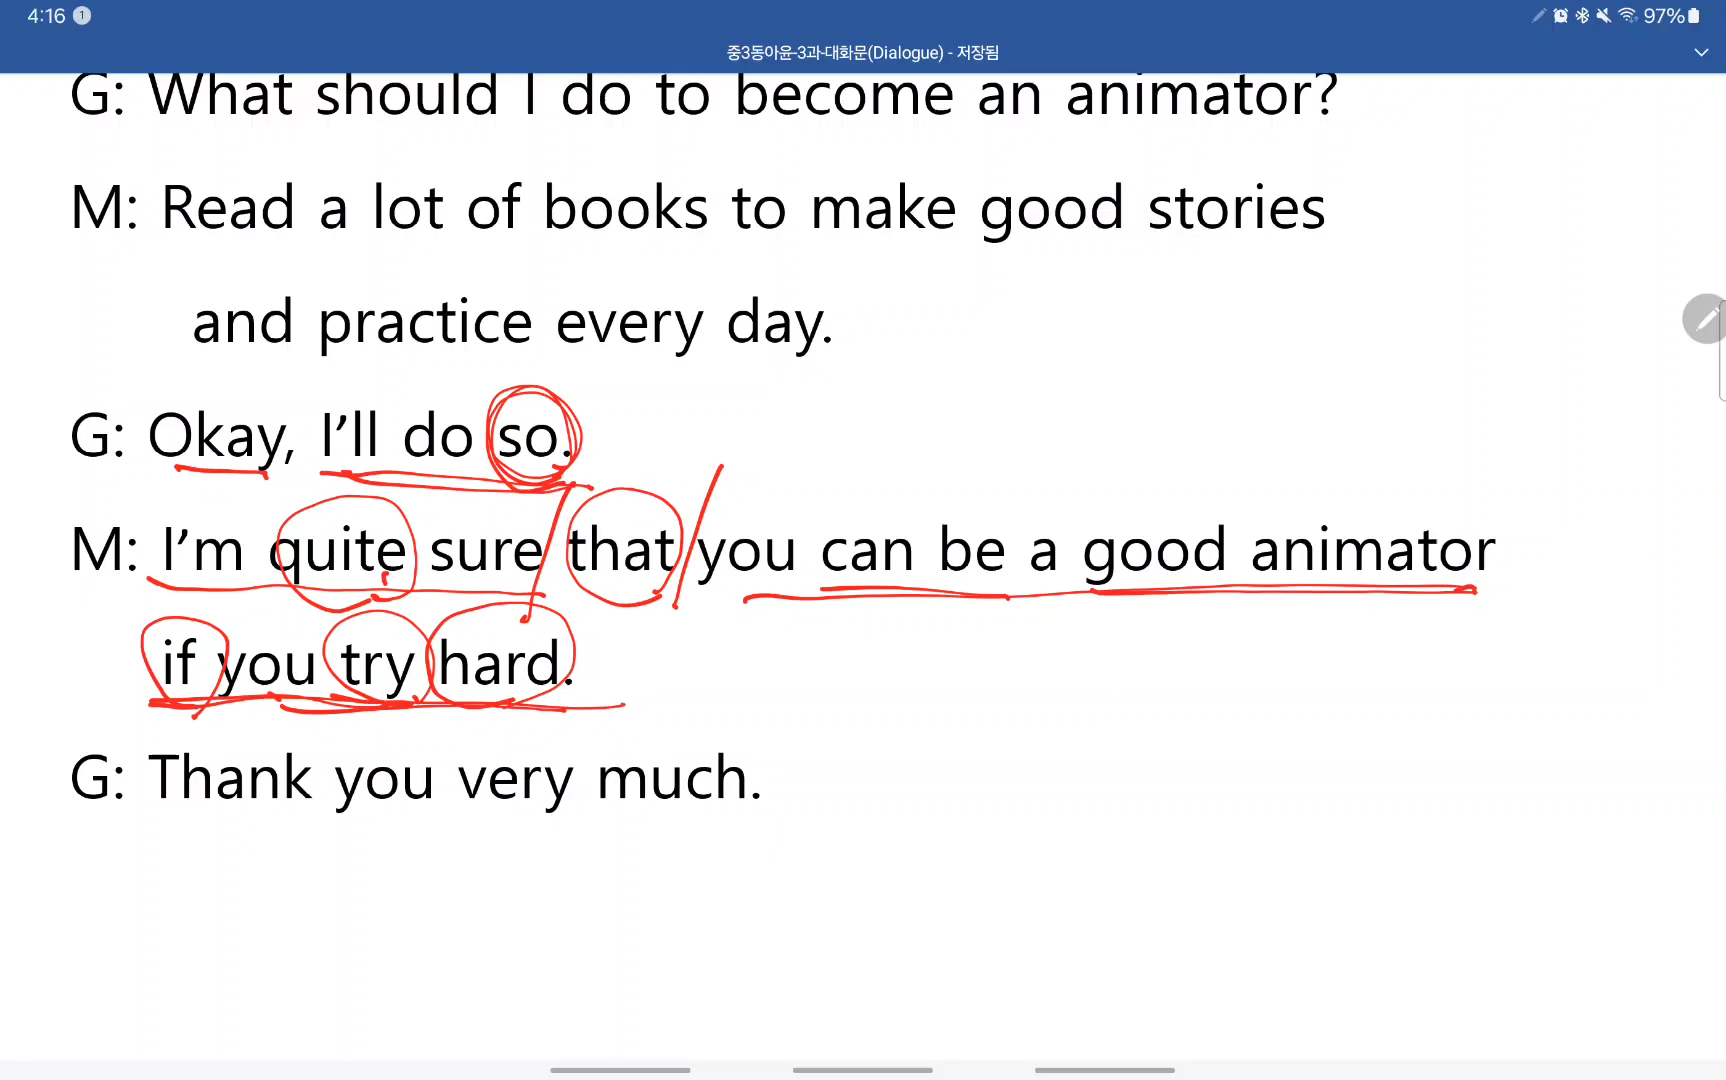 4:16 1 97%
중3동아윤-3과-대화문(Dialogue) - 저장됨
G: What should I do to become an animator?
M: Read a lot of books to make good stories
and practice every day.
G: Okay, I'll do so.
M: I'm quite sure that you can be a good animator
if you try hard.
G: Thank you very much.